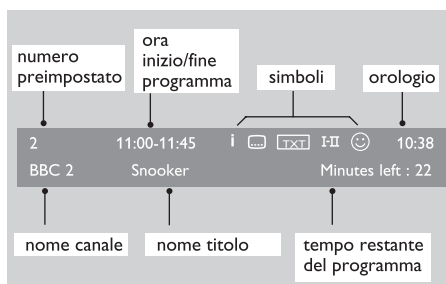 numero
preimpostato
ora
inizio/fine
programma
simboli
orologio
2 11:00-11:45 i TXT I-II 10:38
BBC 2 Snooker Minutes left : 22
nome canale
nome titolo
tempo restante
del programma